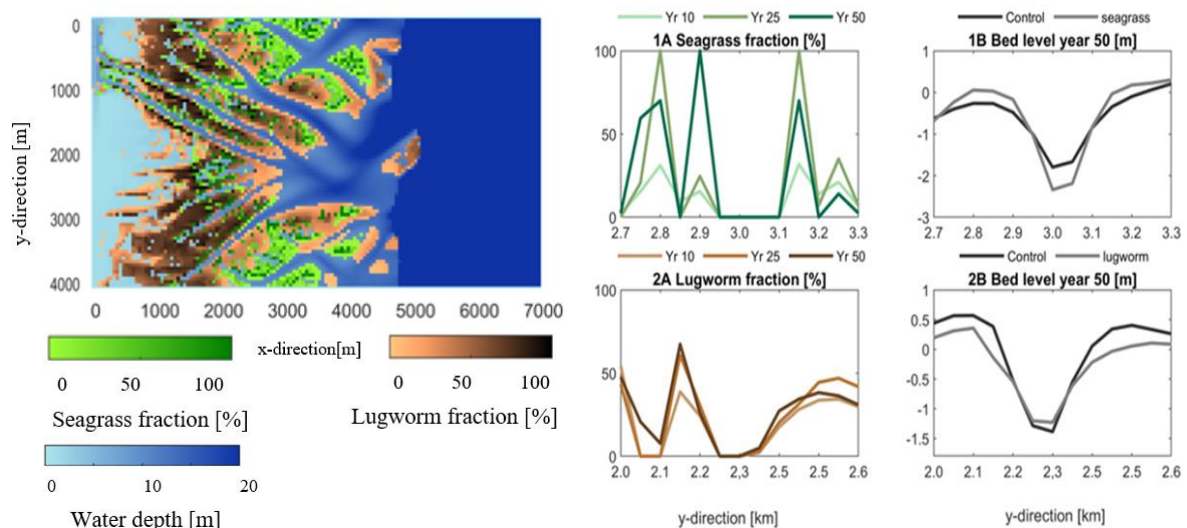 0
1000
2000
3000
4000
y-direction [m]
0 1000 2000 3000 4000 5000 6000 7000
x-direction[m]
0 50 100
Seagrass fraction [%]
0 50 100
Lugworm fraction [%]
0 10 20
Water depth [m]
Yr 10 Yr 25 Yr 50
1A Seagrass fraction [%]
100
50
0
2.7 2.8 2.9 3.0 3.1 3.2 3.3
Control seagrass
1B Bed level year 50 [m]
0
-1
-2
-3
2.7 2.8 2.9 3.0 3.1 3.2 3.3
Yr 10 Yr 25 Yr 50
2A Lugworm fraction [%]
100
50
0
2.0 2.1 2.2 2,3 2.5 2.5 2.6
y-direction [km]
Control lugworm
2B Bed level year 50 [m]
0.5
0
-0.5
-1
-1.5
2.0 2.1 2.2 2,3 2.5 2.5 2.6
y-direction [km]